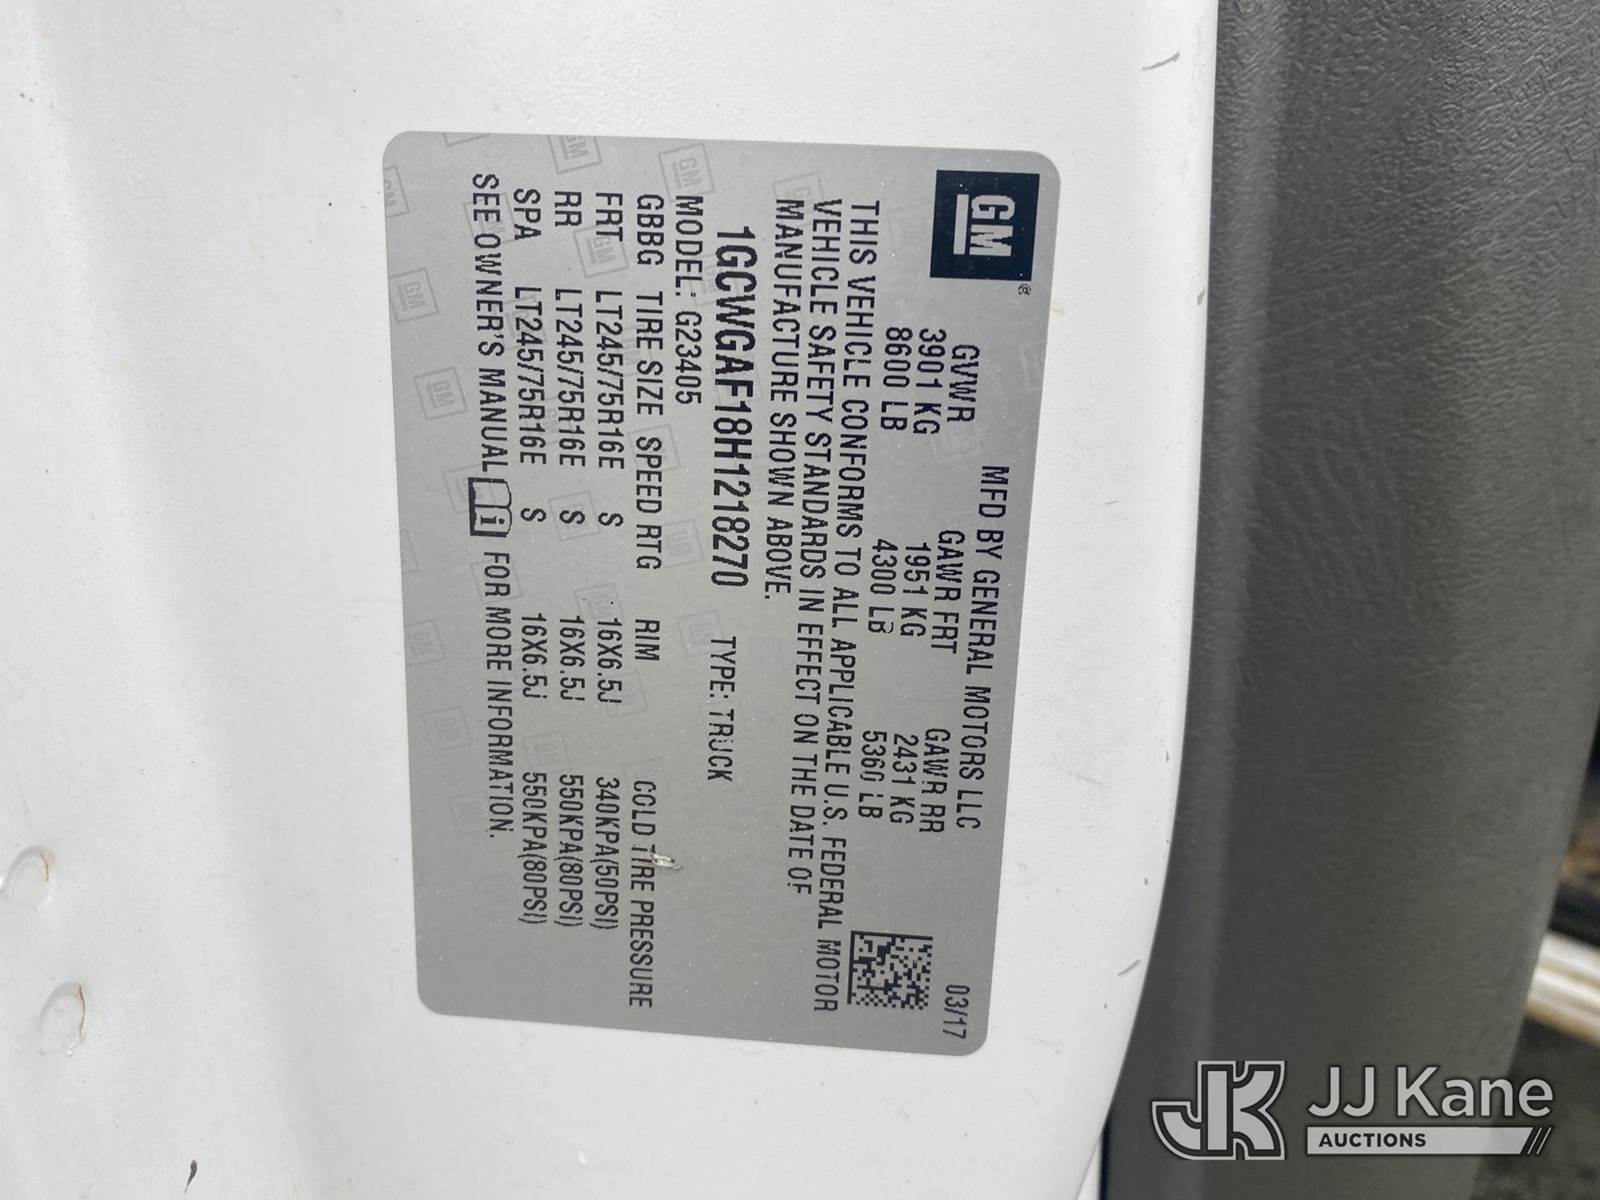 GM®
MFD BY GENERAL MOTORS LLC
03/17
GVWR GAWR FRT GAWR RR
3901 KG 1951 KG 2431 KG
8600 LB 4300 LB 5360 LB
THIS VEHICLE CONFORMS TO ALL APPLICABLE U.S. FEDERAL MOTOR
VEHICLE SAFETY STANDARDS IN EFFECT ON THE DATE OF
MANUFACTURE SHOWN ABOVE.
1GCWGAF18H1218270 TYPE: TRUCK
MODEL: G23405
GBBG TIRE SIZE SPEED RTG RIM COLD TIRE PRESSURE
FRT LT245/75R16E S 16X6.5J 340KPA(50PSI)
RR LT245/75R16E S 16X6.5J 550KPA(80PSI)
SPA LT245/75R16E S 16X6.5J 550KPA(80PSI)
SEE OWNER'S MANUAL i FOR MORE INFORMATION.
JK JJ Kane
AUCTIONS